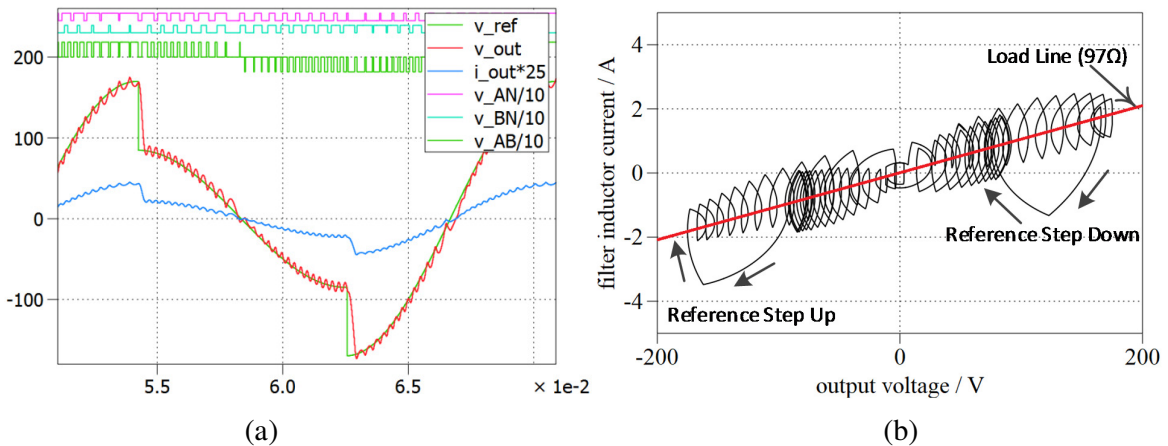 v_ref
v_out
i_out*25
v_AN/10
v_BN/10
v_AB/10
200
100
0
-100
5.5
6.0
6.5
× 1e-2
(a)
filter inductor current / A
4
2
0
-2
-4
Load Line (97Ω)
Reference Step Down
Reference Step Up
-200
0
200
output voltage / V
(b)